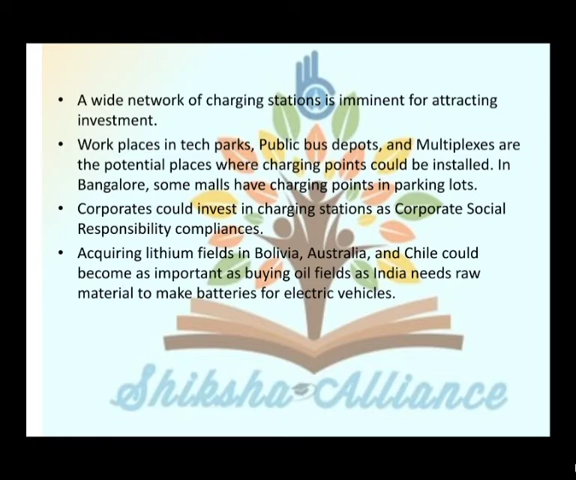 • A wide network of charging stations is imminent for attracting
investment.
• Work places in tech parks, Public bus depots, and Multiplexes are
the potential places where charging points could be installed. In
Bangalore, some malls have charging points in parking lots.
• Corporates could invest in charging stations as Corporate Social
Responsibility compliances.
• Acquiring lithium fields in Bolivia, Australia, and Chile could
become as important as buying oil fields as India needs raw
material to make batteries for electric vehicles.
Shiksha Alliance